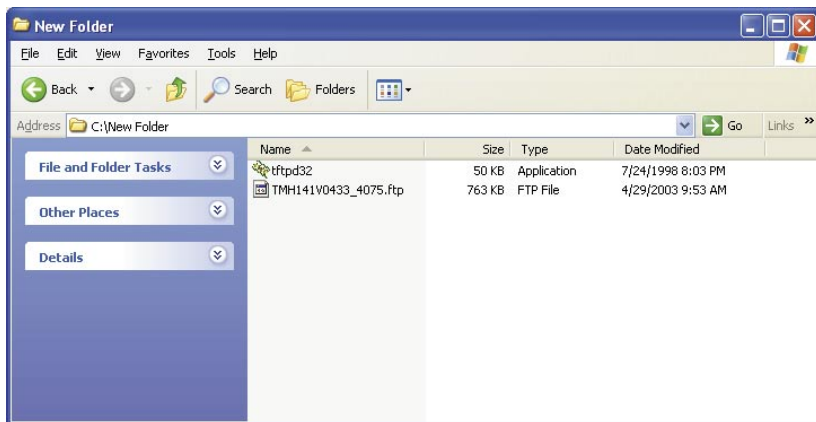 New Folder
File Edit View Favorites Tools Help
Back Search Folders
Address C:\New Folder Go Links »
Name Size Type Date Modified
File and Folder Tasks
tftpd32 50 KB Application 7/24/1998 8:03 PM
TMH141V0433_4075.ftp 763 KB FTP File 4/29/2003 9:53 AM
Other Places
Details